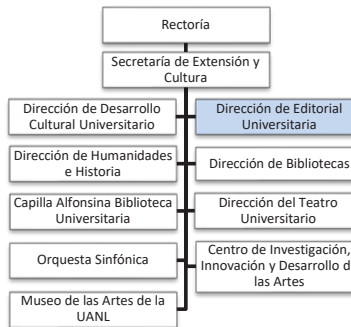 Rectoría
Secretaría de Extensión y
Cultura
Dirección de Desarrollo
Cultural Universitario
Dirección de Editorial
Universitaria
Dirección de Humanidades
e Historia
Dirección de Bibliotecas
Capilla Alfonsina Biblioteca
Universitaria
Dirección del Teatro
Universitario
Orquesta Sinfónica
Centro de Investigación,
Innovación y Desarrollo d
las Artes
Museo de las Artes de la
UANL